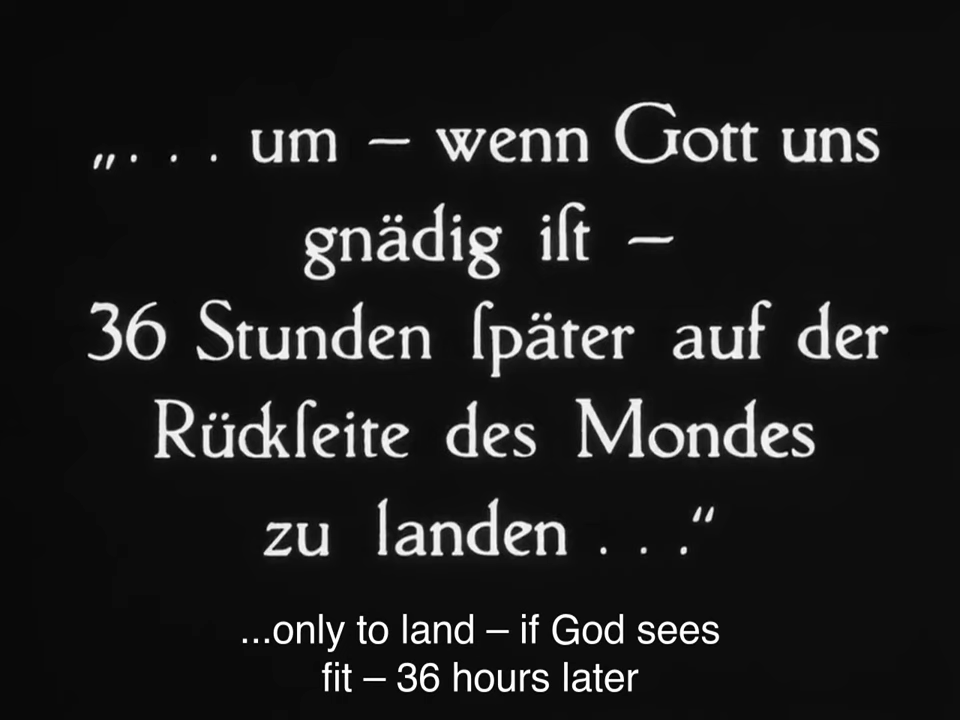 „. . . um – wenn Gott uns
gnädig iſt –
36 Stunden ſpäter auf der
Rückſeite des Mondes
zu landen . . .“
...only to land – if God sees
fit – 36 hours later